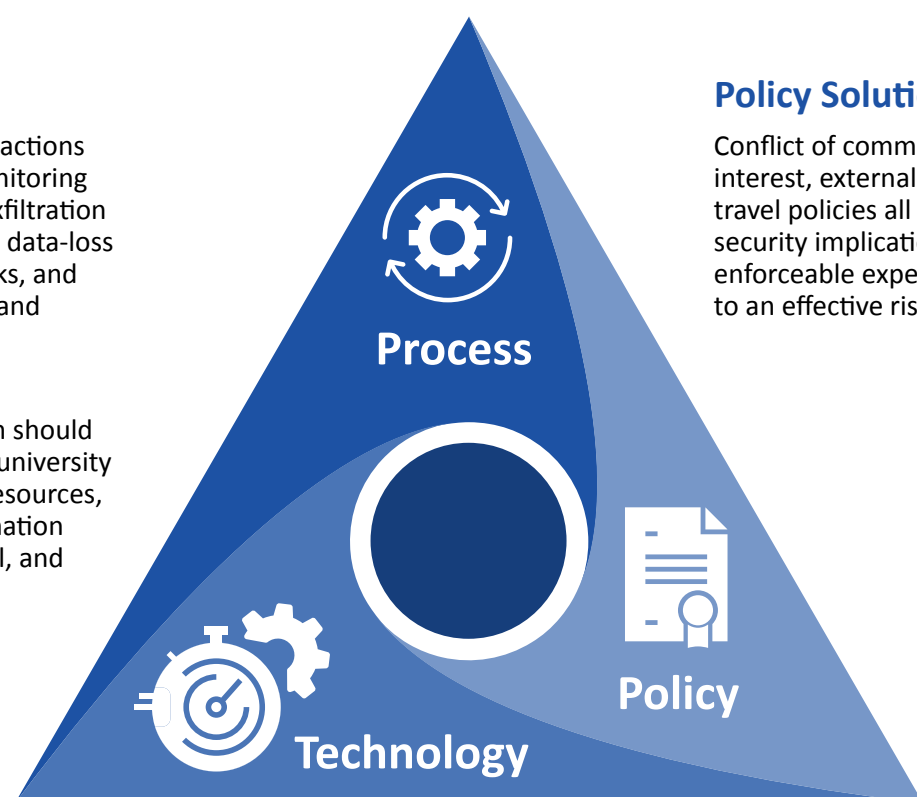 actions
nitoring
xfiltration
data-loss
ks, and
and
n should
university
esources,
nation
l, and
Process
Technology
Policy
Policy Soluti
Conflict of comm
interest, external
travel policies all
security implicati
enforceable expe
to an effective ris